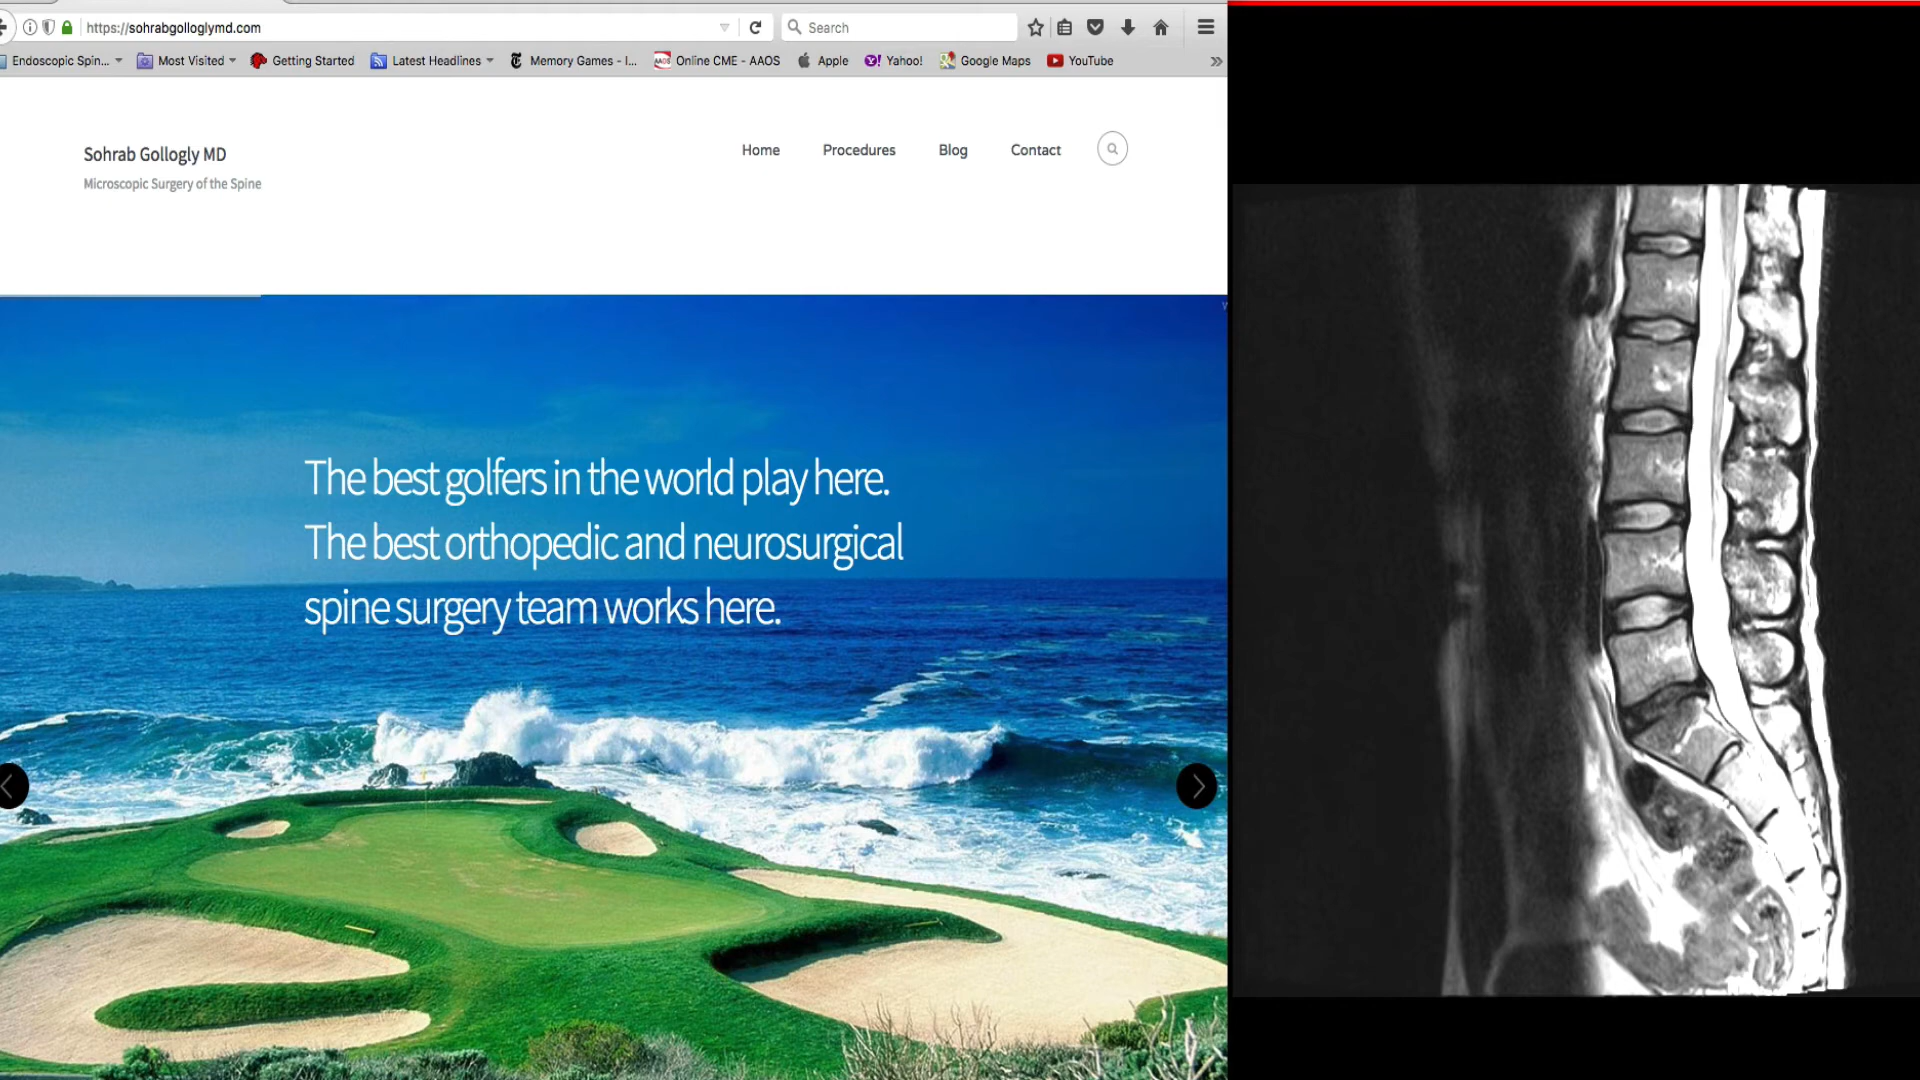 https://sohrabgolloglymd.com
Search
Endoscopic Spin...
Most Visited
Getting Started
Latest Headlines
Memory Games - I...
Online CME - AAOS
Apple
Yahoo!
Google Maps
YouTube
Sohrab Gollogly MD
Microscopic Surgery of the Spine
Home
Procedures
Blog
Contact
The best golfers in the world play here.
The best orthopedic and neurosurgical
spine surgery team works here.